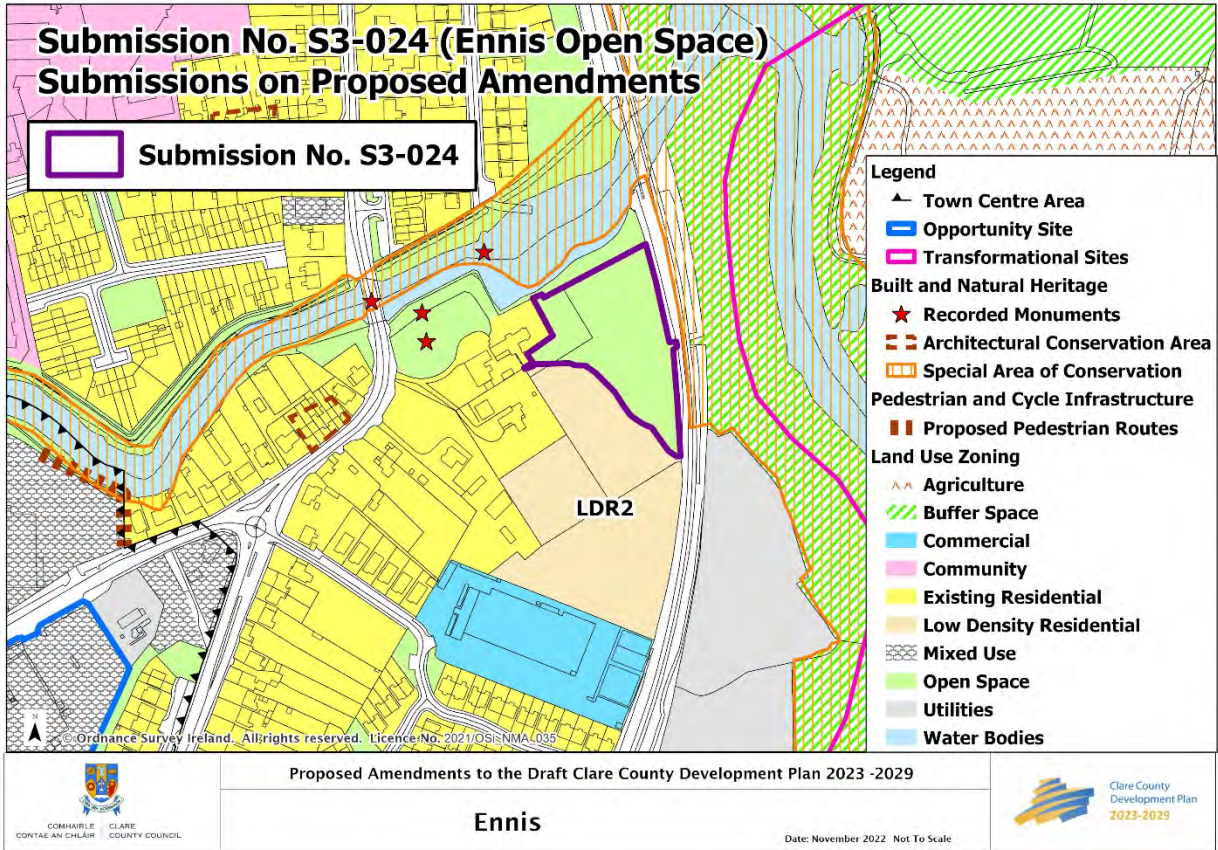 Submission No. S3-024 (Ennis Open Space)
Submissions on Proposed Amendments
Submission No. S3-024
LDR2
Legend
Town Centre Area
Opportunity Site
Transformational Sites
Built and Natural Heritage
Recorded Monuments
Architectural Conservation Area
Special Area of Conservation
Pedestrian and Cycle Infrastructure
Proposed Pedestrian Routes
Land Use Zoning
Agriculture
Buffer Space
Commercial
Community
Existing Residential
Low Density Residential
Mixed Use
Open Space
Utilities
Water Bodies
N
© Ordnance Survey Ireland. All rights reserved. Licence No. 2021/OSi_NMA_035
Proposed Amendments to the Draft Clare County Development Plan 2023 -2029
Ennis
Date: November 2022 Not To Scale
COMHAIRLE CLARE
CONTAE AN CHLÁIR COUNTY COUNCIL
Clare County
Development Plan
2023-2029